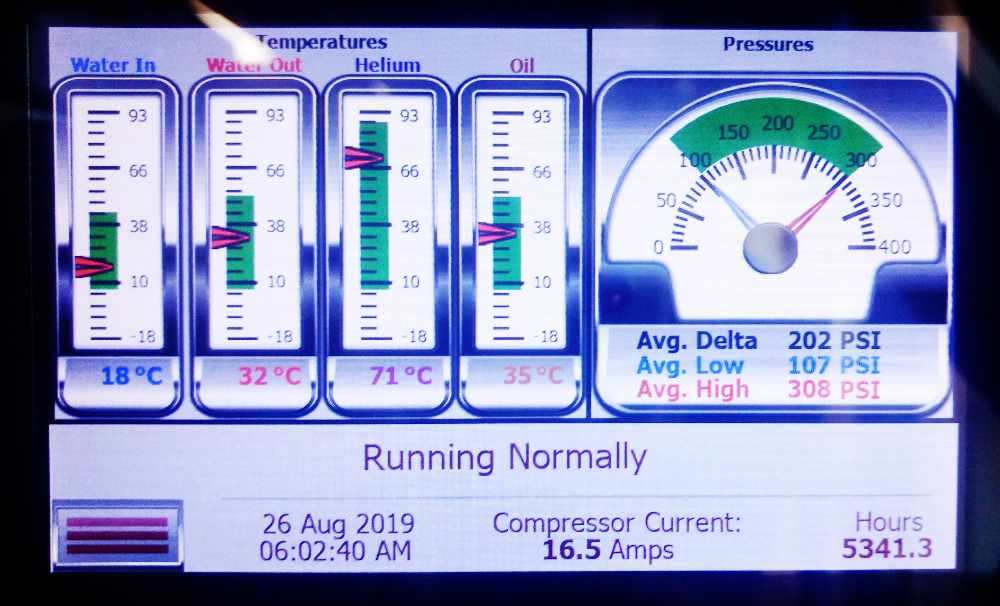 Temperatures
Water In
Water Out
Helium
Oil
93
66
38
10
-18
18 °C
93
66
38
10
-18
32 °C
93
66
38
10
-18
71 °C
93
66
38
10
-18
35 °C
Pressures
0
50
100
150
200
250
300
350
400
Avg. Delta 202 PSI
Avg. Low 107 PSI
Avg. High 308 PSI
Running Normally
26 Aug 2019
06:02:40 AM
Compressor Current:
16.5 Amps
Hours
5341.3